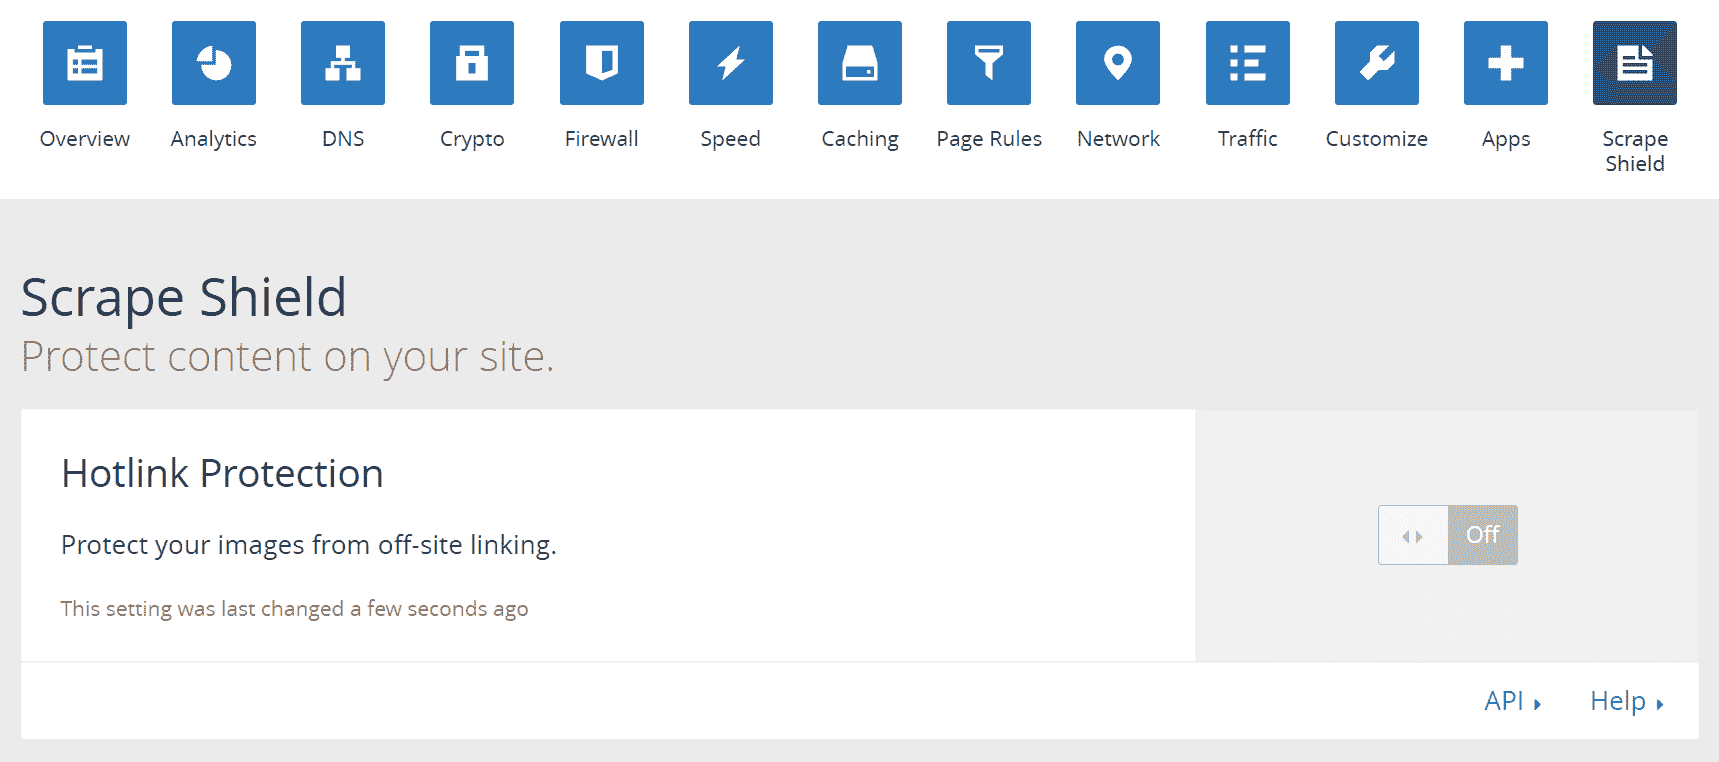 Overview Analytics DNS Crypto Firewall Speed Caching Page Rules Network Traffic Customize Apps Scrape
Shield
Scrape Shield
Protect content on your site.
Hotlink Protection
Protect your images from off-site linking.
Off
This setting was last changed a few seconds ago
API Help